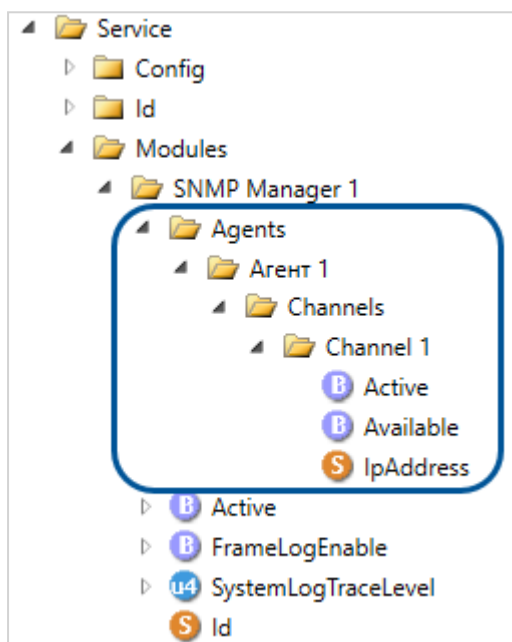 Service
Config
Id
Modules
SNMP Manager 1
Agents
Агент 1
Channels
Channel 1
B Active
B Available
S IpAddress
B Active
B FrameLogEnable
u4 SystemLogTraceLevel
S Id